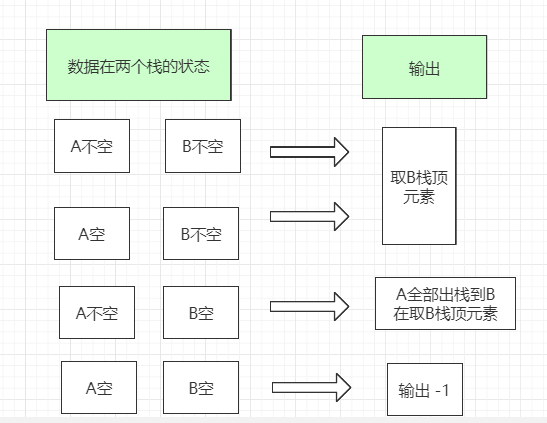 数据在两个栈的状态
输出
A不空
B不空
取B栈顶
元素
A空
B不空
A不空
B空
A全部出栈到B
在取B栈顶元素
A空
B空
输出 -1